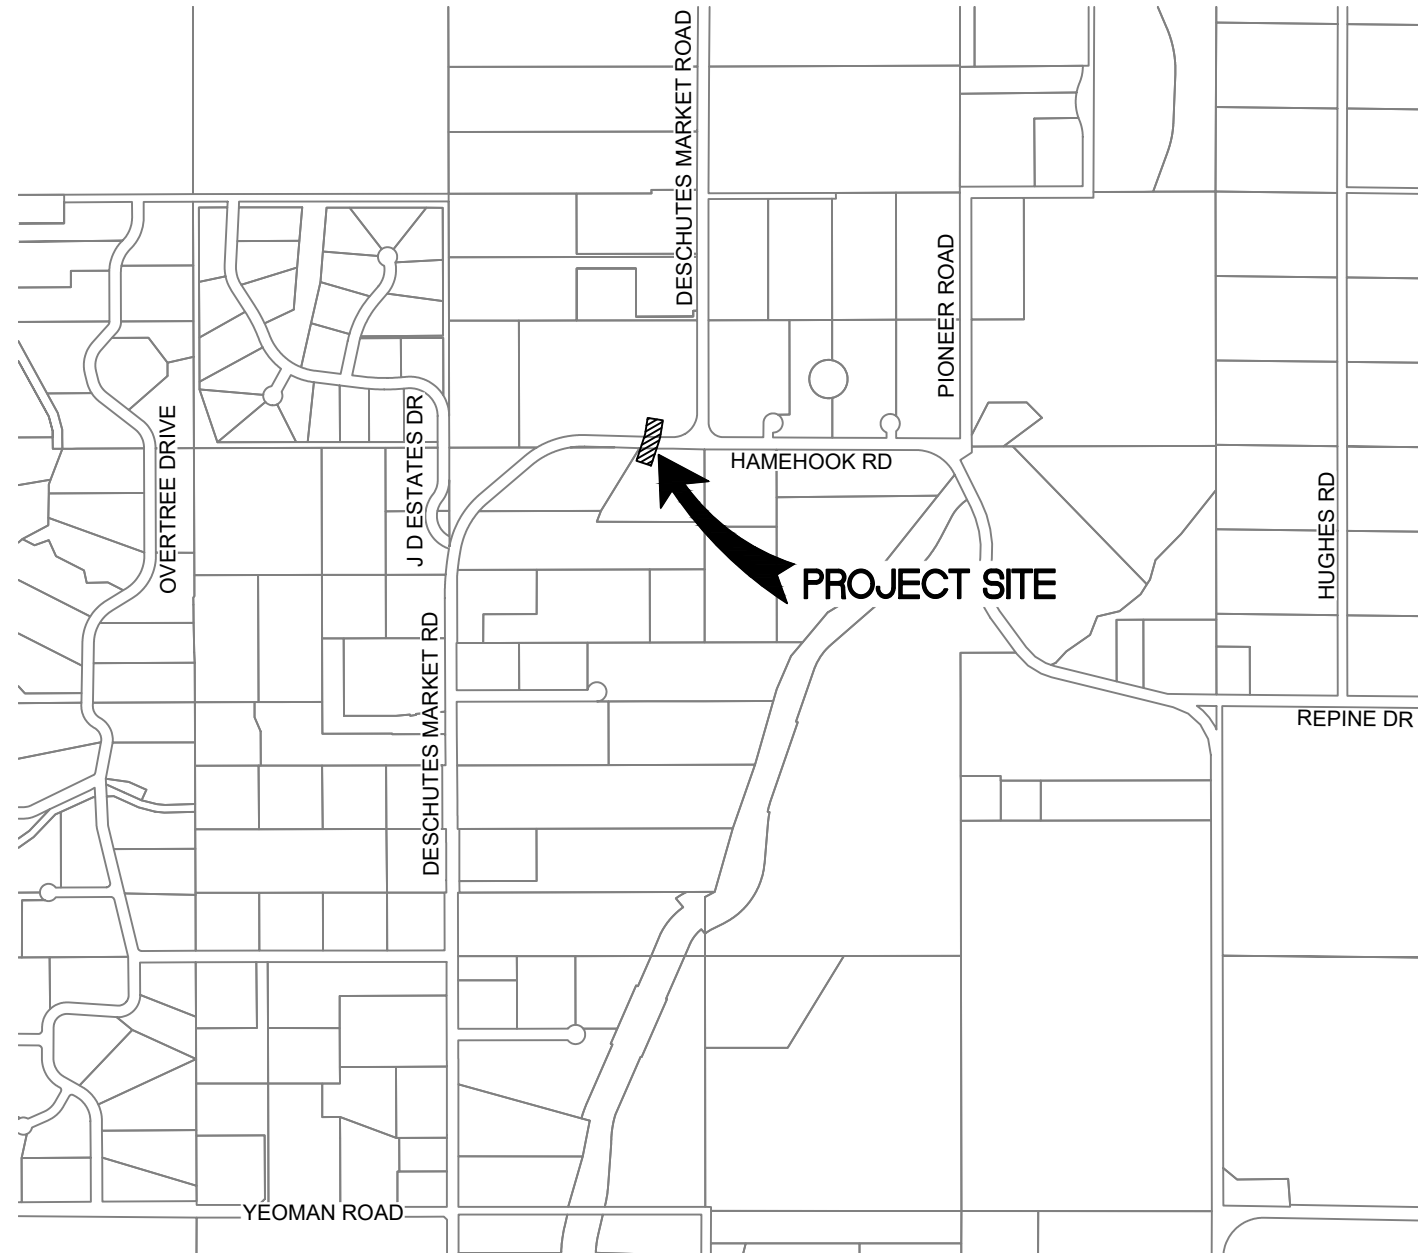 DESCHUTES MARKET ROAD
PIONEER ROAD
OVERTREE DRIVE
J D ESTATES DR
HAMEHOOK RD
HUGHES RD
PROJECT SITE
DESCHUTES MARKET RD
REPINE DR
YEOMAN ROAD